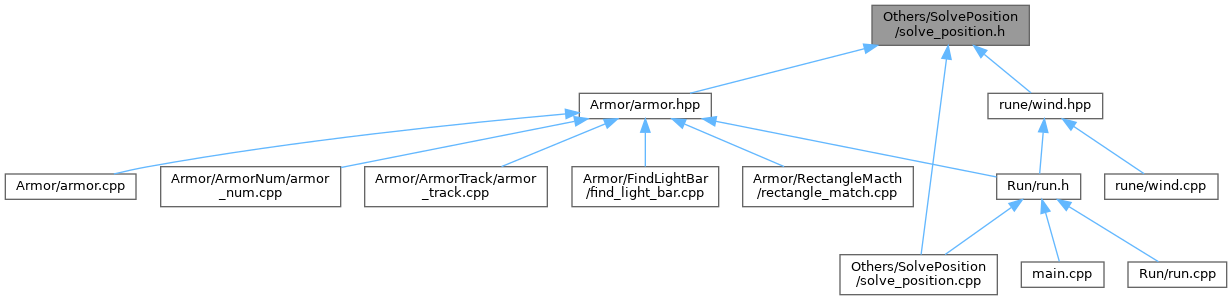 Others/SolvePosition
/solve_position.h
Armor/armor.hpp
rune/wind.hpp
Armor/armor.cpp
Armor/ArmorNum/armor
_num.cpp
Armor/ArmorTrack/armor
_track.cpp
Armor/FindLightBar
/find_light_bar.cpp
Armor/RectangleMacth
/rectangle_match.cpp
Run/run.h
rune/wind.cpp
Others/SolvePosition
/solve_position.cpp
main.cpp
Run/run.cpp